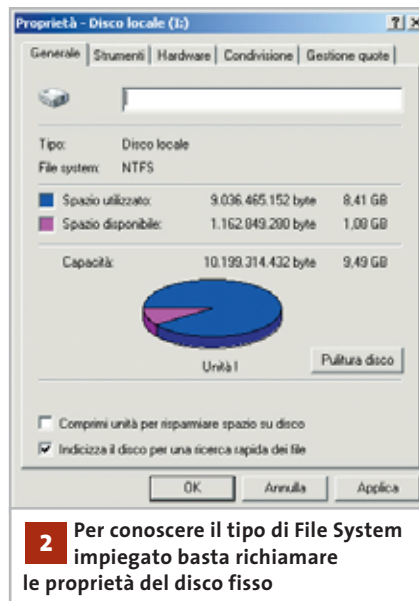 Proprietà - Disco locale (I:)
Generale Strumenti Hardware Condivisione Gestione quote
Tipo: Disco locale
File system: NTFS
Spazio utilizzato: 9.036.465.152 byte 8,41 GB
Spazio disponibile: 1.162.849.280 byte 1,08 GB
Capacità: 10.199.314.432 byte 9,49 GB
Unità I
Pulitura disco
Comprimi unità per risparmiare spazio su disco
Indicizza il disco per una ricerca rapida dei file
OK Annulla Applica
2 Per conoscere il tipo di File System
impiegato basta richiamare
le proprietà del disco fisso